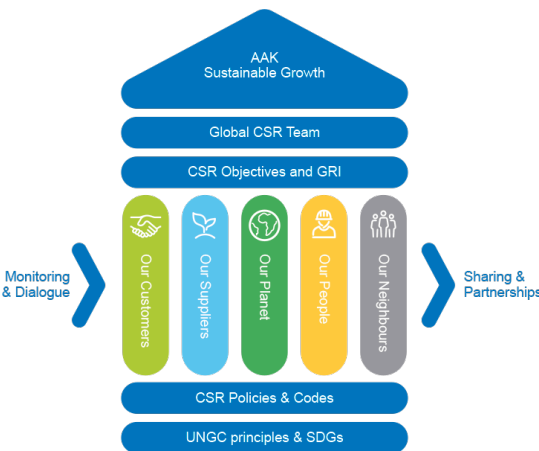 AAK
Sustainable Growth
Global CSR Team
CSR Objectives and GRI
Monitoring
& Dialogue
Our Customers
Our Suppliers
Our Planet
Our People
Our Neighbours
Sharing &
Partnerships
CSR Policies & Codes
UNGC principles & SDGs